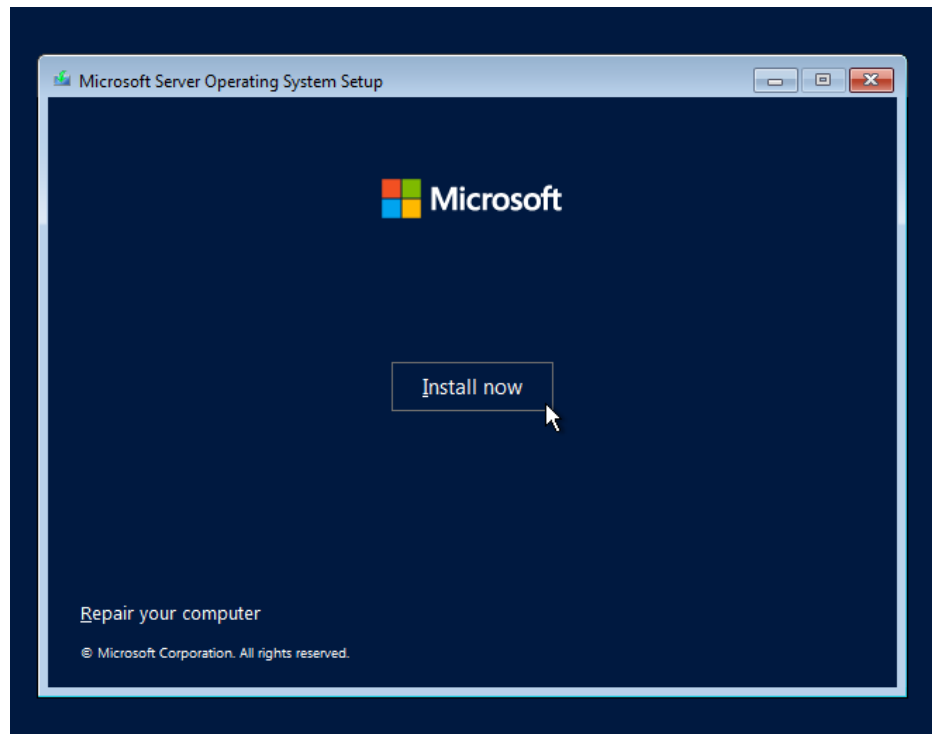 Microsoft Server Operating System Setup
Microsoft
Install now
Repair your computer
© Microsoft Corporation. All rights reserved.